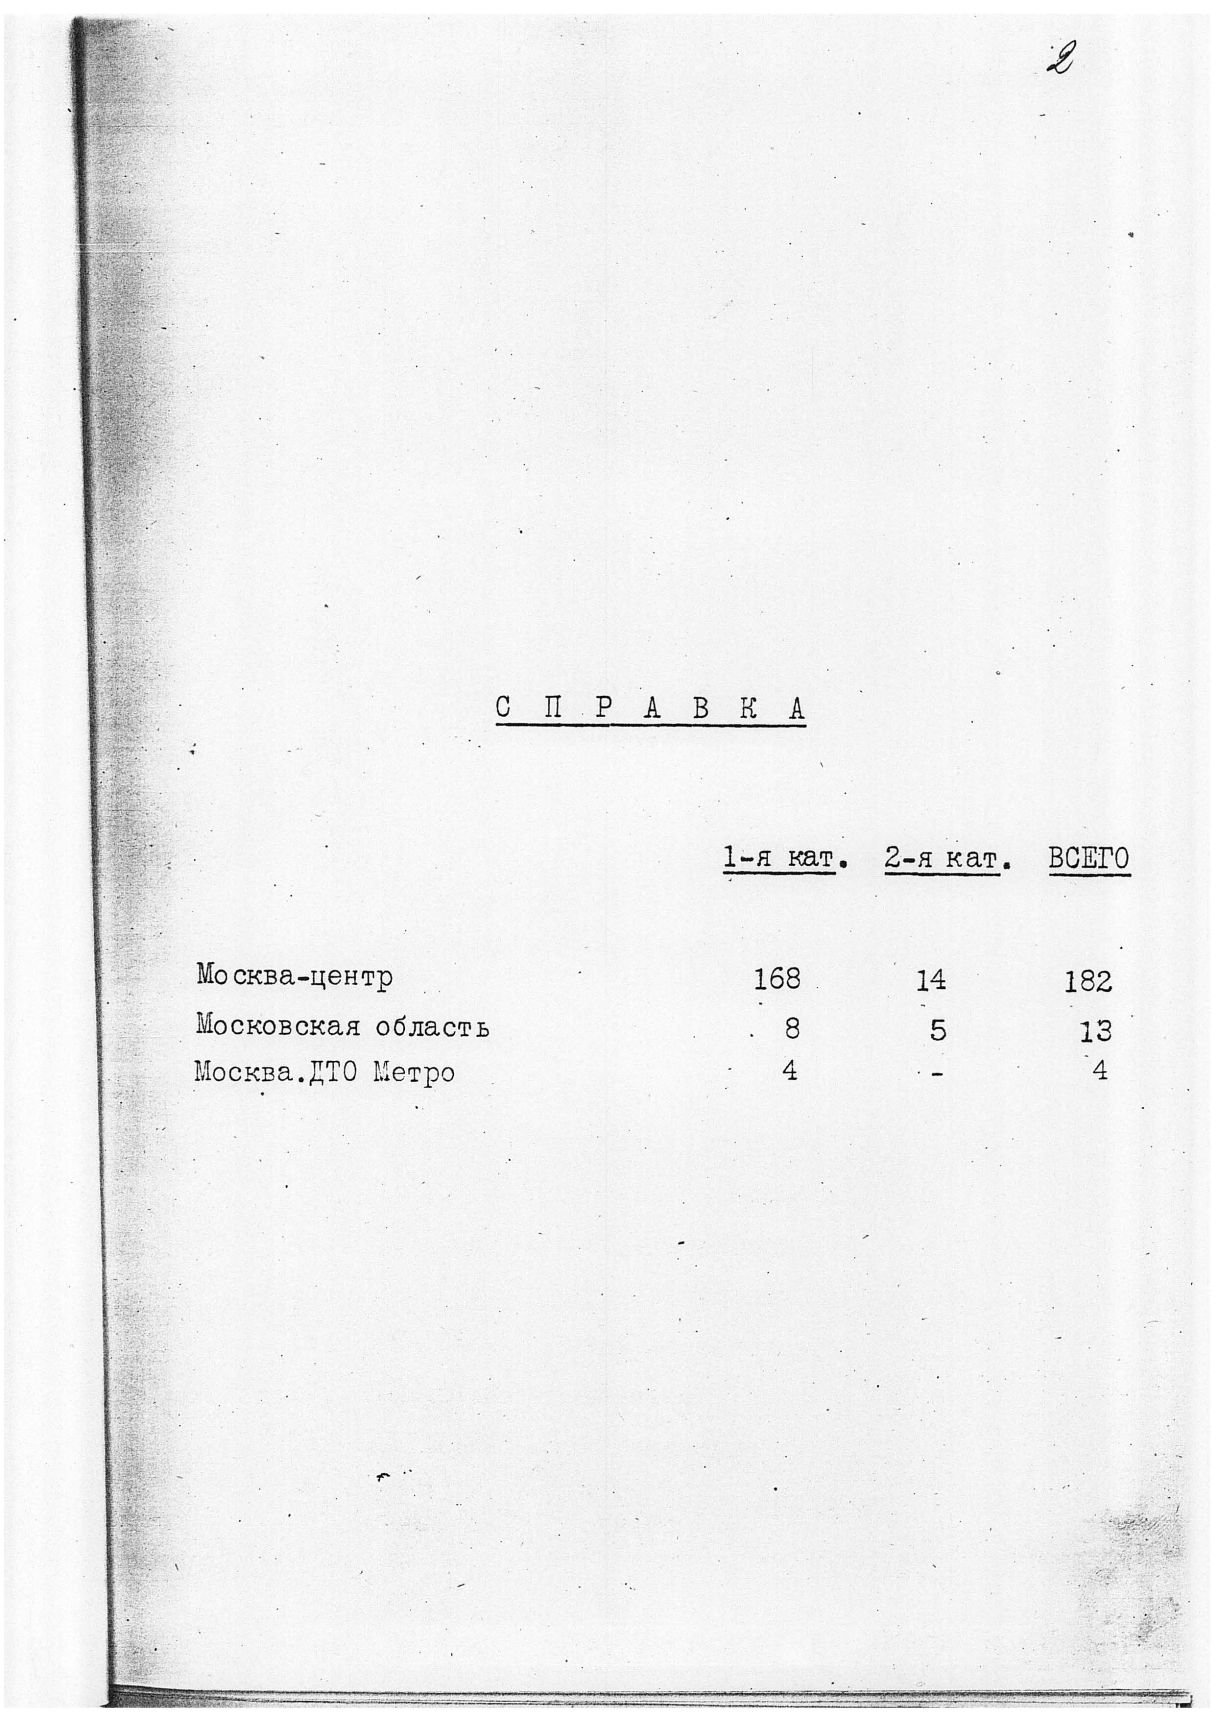 2
С П Р А В К А
1-я кат. 2-я кат. ВСЕГО
Москва-центр 168 14 182
Московская область 8 5 13
Москва.ДТО Метро 4 - 4